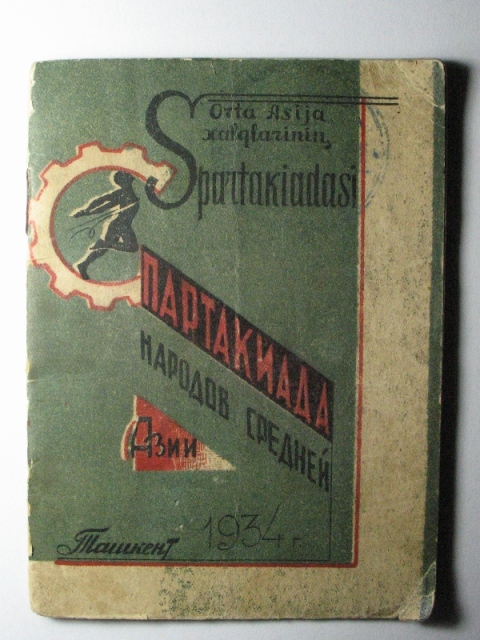 Orta Asija
xalqlarinin,
Spartakiadasi
СПАРТАКИАДА
НАРОДОВ СРЕДНЕЙ
Азии
Ташкент 1934 г.